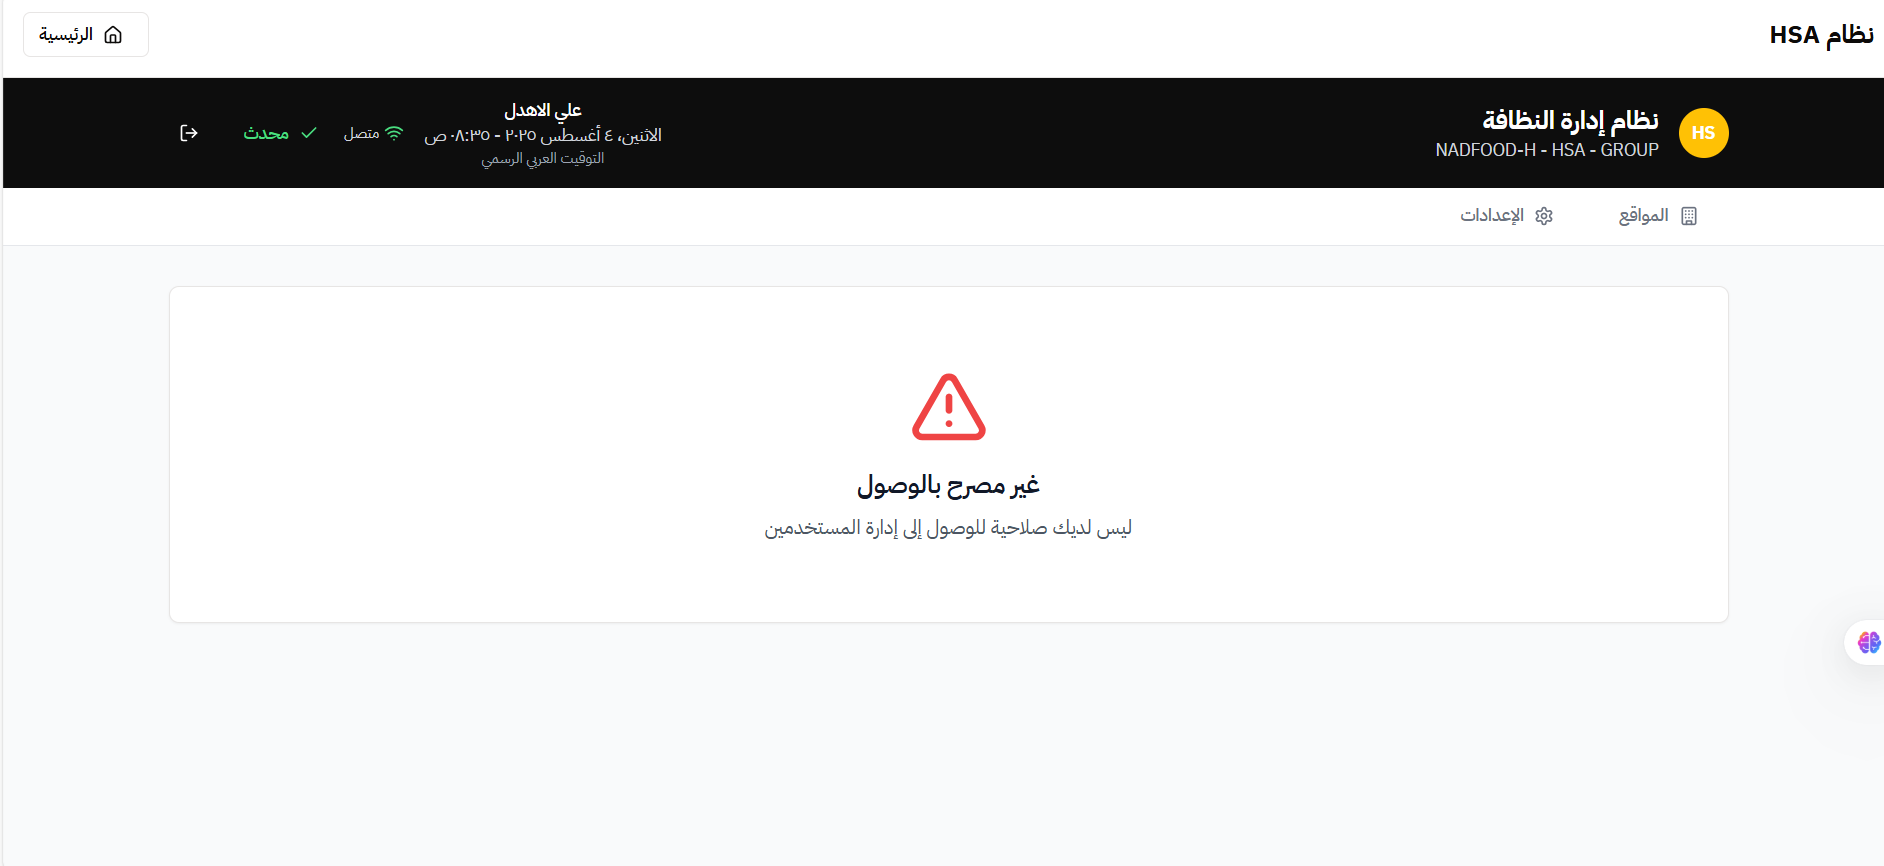 نظام HSA
الرئيسية
HS
نظام إدارة النظافة
NADFOOD-H - HSA - GROUP
علي الاهدل
الاثنين، ٤ أغسطس ٢٠٢٥ - ٠٨:٣٥ ص
التوقيت العربي الرسمي
متصل
محدث
المواقع
الإعدادات
غير مصرح بالوصول
ليس لديك صلاحية للوصول إلى إدارة المستخدمين